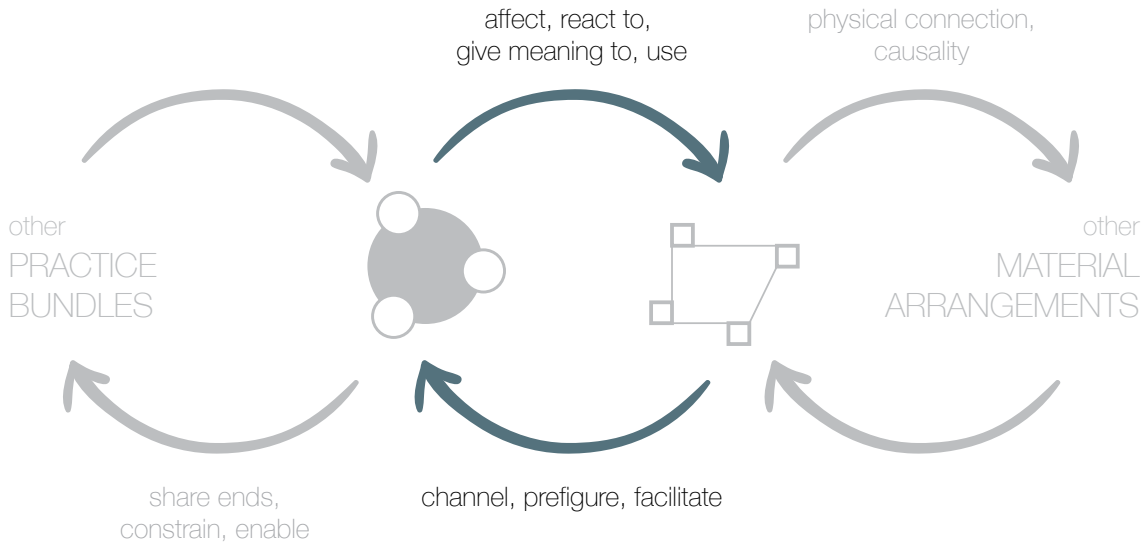 affect, react to,
give meaning to, use
physical connection,
causality
other
PRACTICE
BUNDLES
other
MATERIAL
ARRANGEMENTS
share ends,
constrain, enable
channel, prefigure, facilitate